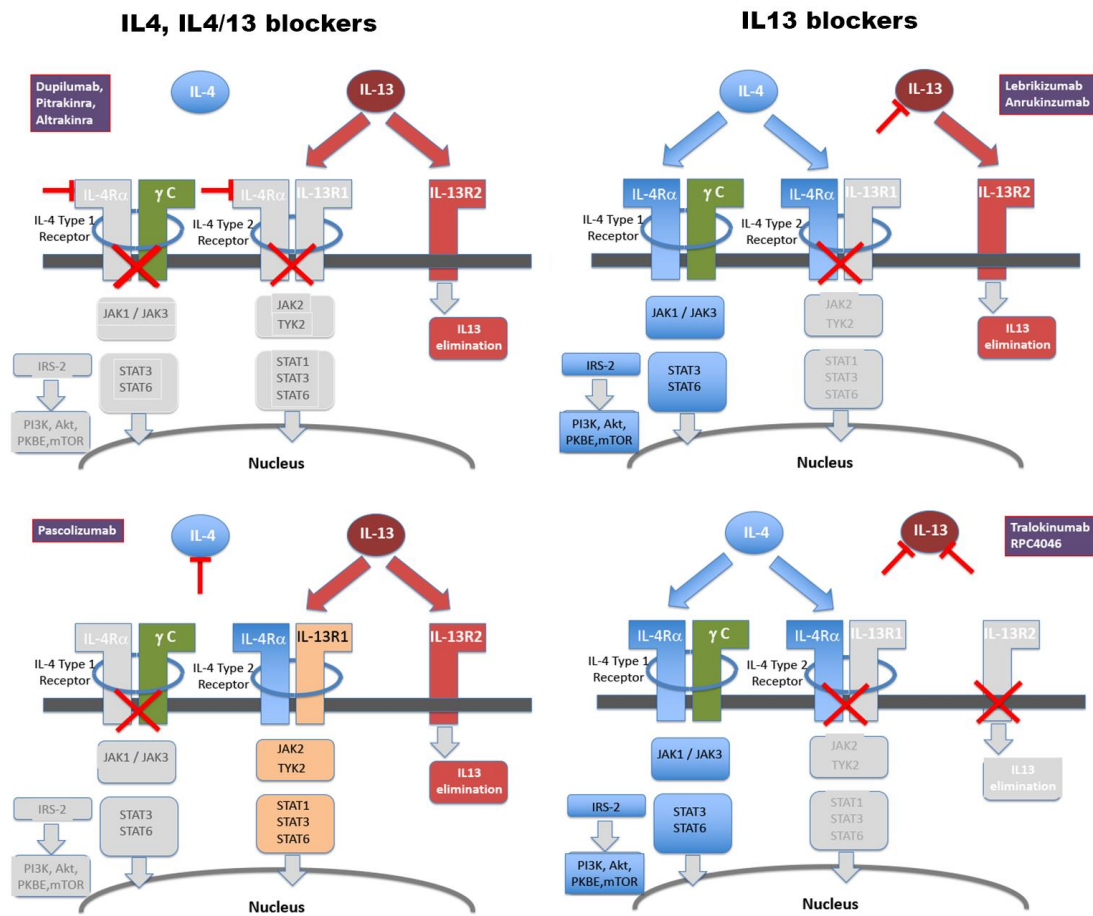 IL4, IL4/13 blockers
Dupilumab,
Pitrakinra,
Altrakinra
IL-4
IL-13
IL-4Rα
γ C
IL-4Rα
IL-13R1
IL-13R2
IL-4 Type 1
Receptor
IL-4 Type 2
Receptor
JAK1 / JAK3
JAK2
TYK2
IL13
elimination
IRS-2
STAT3
STAT6
STAT1
STAT3
STAT6
PI3K, Akt,
PKBE,mTOR
Nucleus
IL13 blockers
IL-4
IL-13
Lebrikizumab
Anrukinzumab
IL-4Rα
γ C
IL-4Rα
IL-13R1
IL-13R2
IL-4 Type 1
Receptor
IL-4 Type 2
Receptor
JAK1 / JAK3
JAK2
TYK2
IL13
elimination
IRS-2
STAT3
STAT6
STAT1
STAT3
STAT6
PI3K, Akt,
PKBE,mTOR
Nucleus
Pascolizumab
IL-4
IL-13
IL-4Rα
γ C
IL-4Rα
IL-13R1
IL-13R2
IL-4 Type 1
Receptor
IL-4 Type 2
Receptor
JAK1 / JAK3
JAK2
TYK2
IL13
elimination
IRS-2
STAT3
STAT6
STAT1
STAT3
STAT6
PI3K, Akt,
PKBE,mTOR
Nucleus
IL-4
IL-13
Tralokinumab
RPC4046
IL-4Rα
γ C
IL-4Rα
IL-13R1
IL-13R2
IL-4 Type 1
Receptor
IL-4 Type 2
Receptor
JAK1 / JAK3
JAK2
TYK2
IL13
elimination
IRS-2
STAT3
STAT6
STAT1
STAT3
STAT6
PI3K, Akt,
PKBE,mTOR
Nucleus